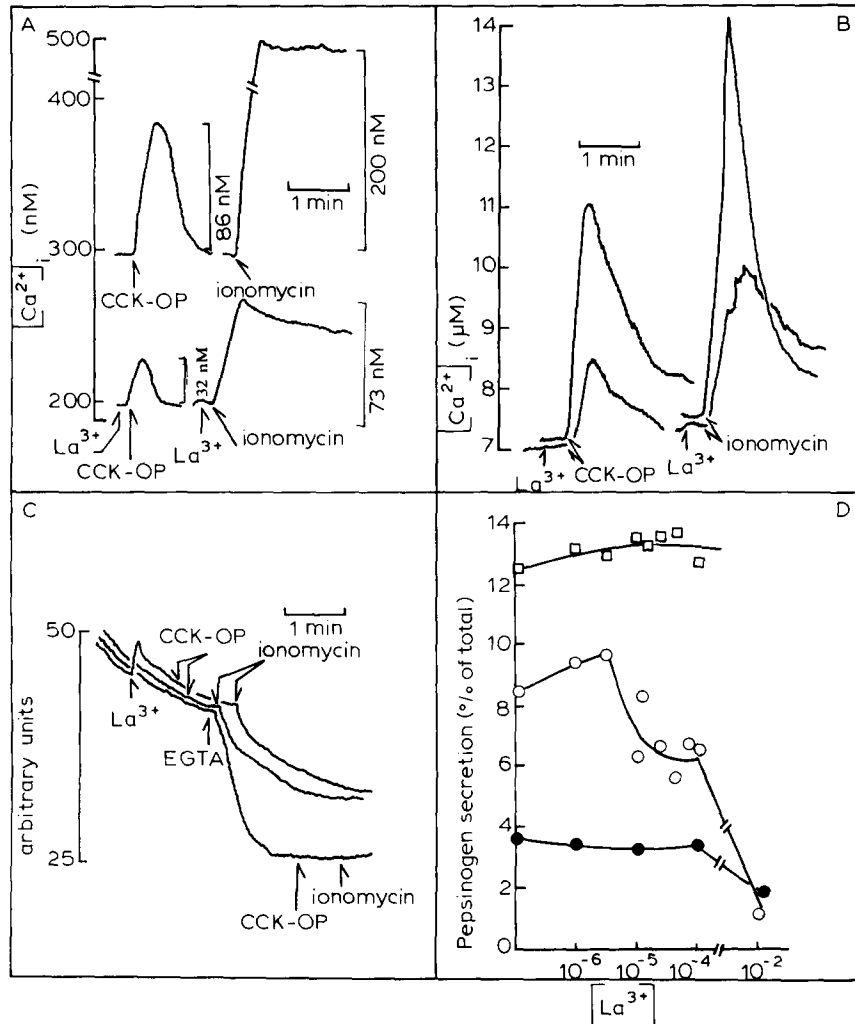 A
500
400
300
200
[Ca²⁺]ᵢ (nM)
86 nM
200 nM
1 min
CCK-OP
ionomycin
32 nM
73 nM
La³⁺
CCK-OP
La³⁺
ionomycin
B
14
13
12
11
10
9
8
7
[Ca²⁺]ᵢ (µM)
1 min
La³⁺
CCK-OP
La³⁺
ionomycin
C
50
25
arbitrary units
1 min
CCK-OP
ionomycin
La³⁺
EGTA
ionomycin
CCK-OP
D
14
12
10
8
6
4
2
0
Pepsinogen secretion (% of total)
10⁻⁶ 10⁻⁵ 10⁻⁴ 10⁻²
[La³⁺]